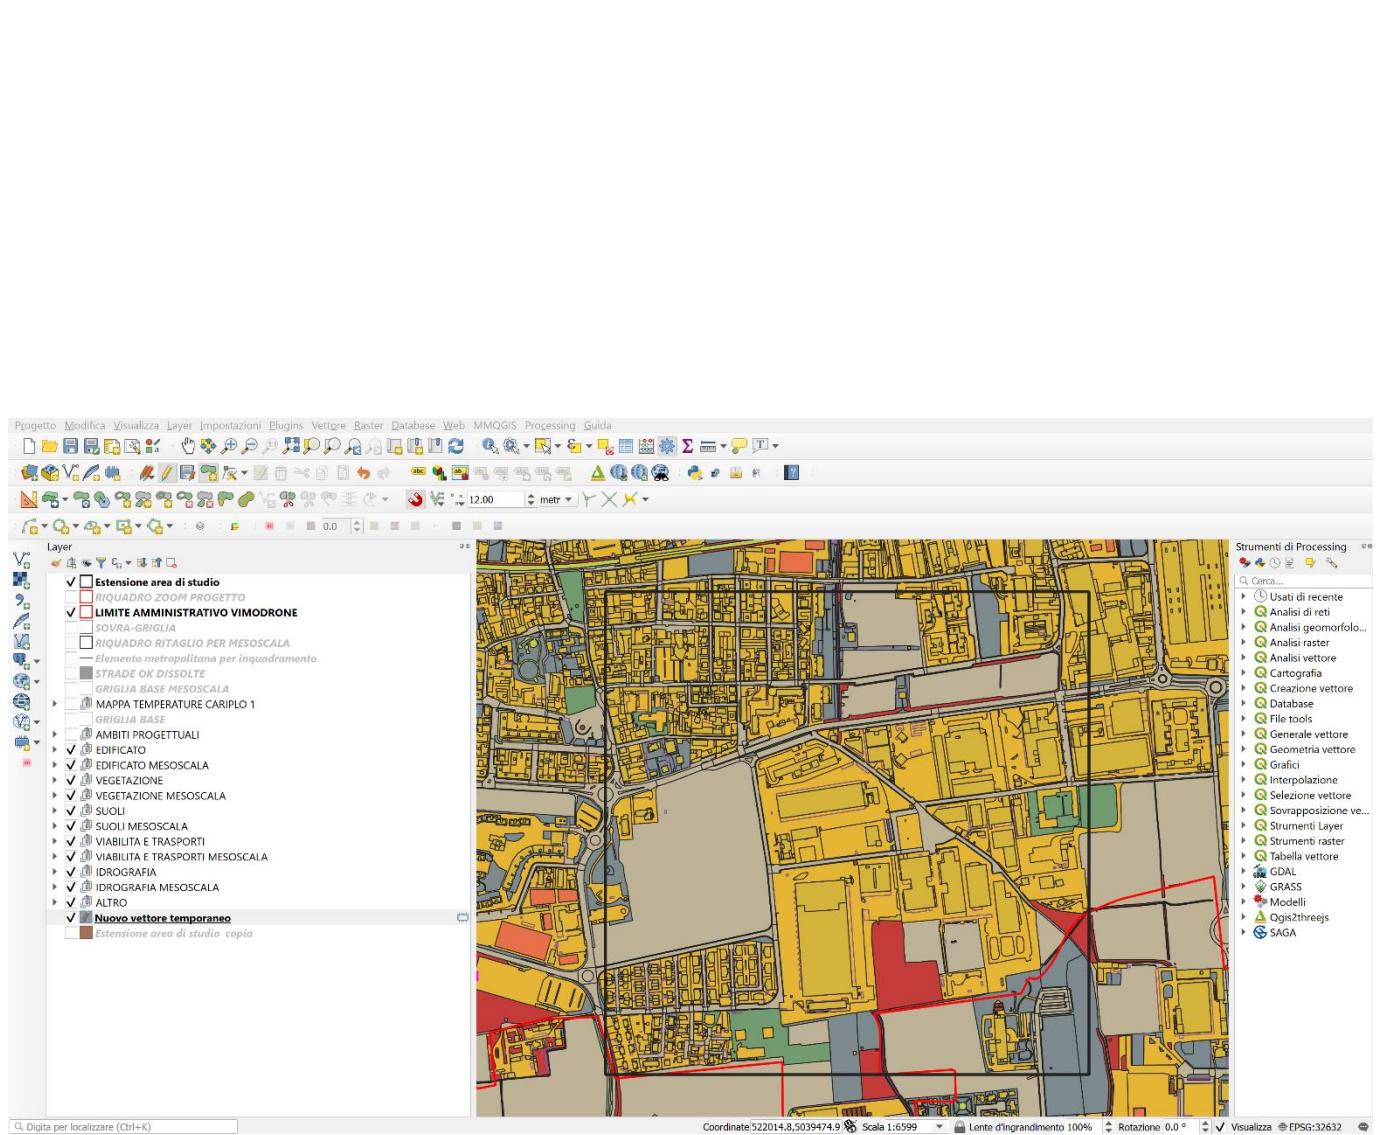 Progetto Modifica Visualizza Layer Impostazioni Plugins Vettore Raster Database Web MMQGIS Processing Guida
12.00 metr
0.0
Layer
Estensione area di studio
RIQUADRO ZOOM PROGETTO
LIMITE AMMINISTRATIVO VIMODRONE
SOVRA-GRIGLIA
RIQUADRO RITAGLIO PER MESOSCALA
Elemento metropolitana per inquadramento
STRADE OK DISSOLTE
GRIGLIA BASE MESOSCALA
MAPPA TEMPERATURE CARIPLO 1
GRIGLIA BASE
AMBITI PROGETTUALI
EDIFICATO
EDIFICATO MESOSCALA
VEGETAZIONE
VEGETAZIONE MESOSCALA
SUOLI
SUOLI MESOSCALA
VIABILITA E TRASPORTI
VIABILITA E TRASPORTI MESOSCALA
IDROGRAFIA
IDROGRAFIA MESOSCALA
ALTRO
Nuovo vettore temporaneo
Estensione area di studio copia
Strumenti di Processing
Cerca...
Usati di recente
Analisi di reti
Analisi geomorfolo...
Analisi raster
Analisi vettore
Cartografia
Creazione vettore
Database
File tools
Generale vettore
Geometria vettore
Grafici
Interpolazione
Selezione vettore
Sovrapposizione ve...
Strumenti Layer
Strumenti raster
Tabella vettore
GDAL
GRASS
Modelli
Qgis2threejs
SAGA
Digita per localizzare (Ctrl+K)
Coordinate 522014.8,5039474.9 Scala 1:6599 Lente d'ingrandimento 100% Rotazione 0.0 ° Visualizza EPSG:32632